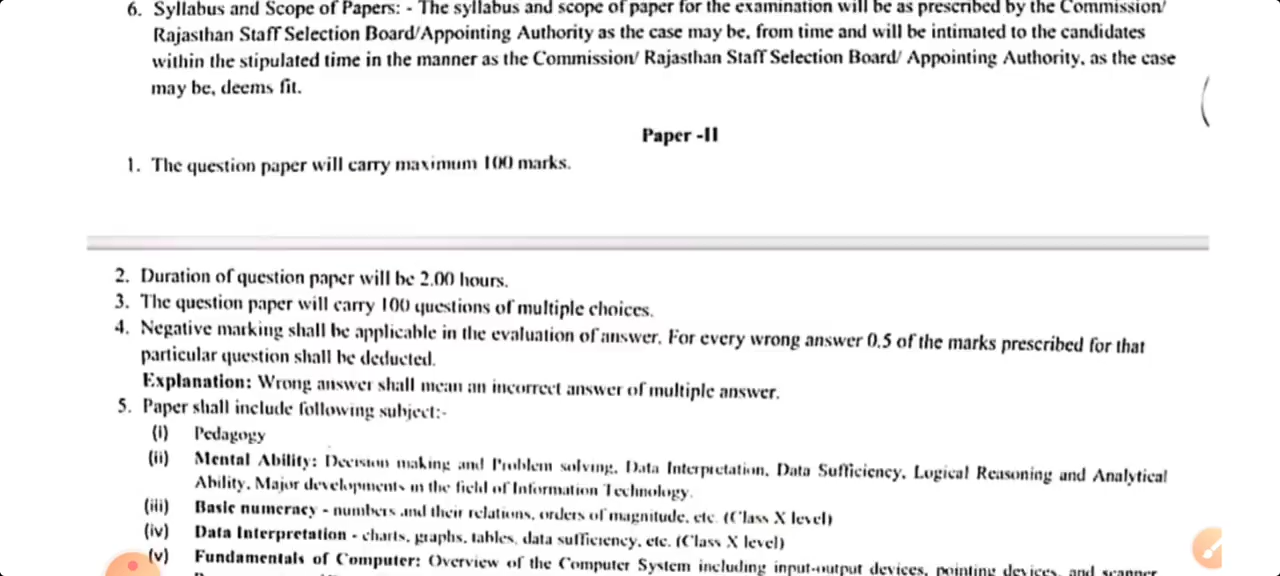 6. Syllabus and Scope of Papers: - The syllabus and scope of paper for the examination will be as prescribed by the Commission/
Rajasthan Staff Selection Board/Appointing Authority as the case may be, from time and will be intimated to the candidates
within the stipulated time in the manner as the Commission/ Rajasthan Staff Selection Board/ Appointing Authority, as the case
may be, deems fit.
Paper -II
1. The question paper will carry maximum 100 marks.
2. Duration of question paper will be 2.00 hours.
3. The question paper will carry 100 questions of multiple choices.
4. Negative marking shall be applicable in the evaluation of answer. For every wrong answer 0.5 of the marks prescribed for that
particular question shall be deducted.
Explanation: Wrong answer shall mean an incorrect answer of multiple answer.
5. Paper shall include following subject:-
(i) Pedagogy
(ii) Mental Ability: Decision making and Problem solving, Data Interpretation, Data Sufficiency, Logical Reasoning and Analytical
Ability, Major developments in the field of Information Technology.
(iii) Basic numeracy - numbers and their relations, orders of magnitude, etc. (Class X level)
(iv) Data Interpretation - charts, graphs, tables, data sufficiency, etc. (Class X level)
(v) Fundamentals of Computer: Overview of the Computer System including input-output devices, pointing devices, and scanner